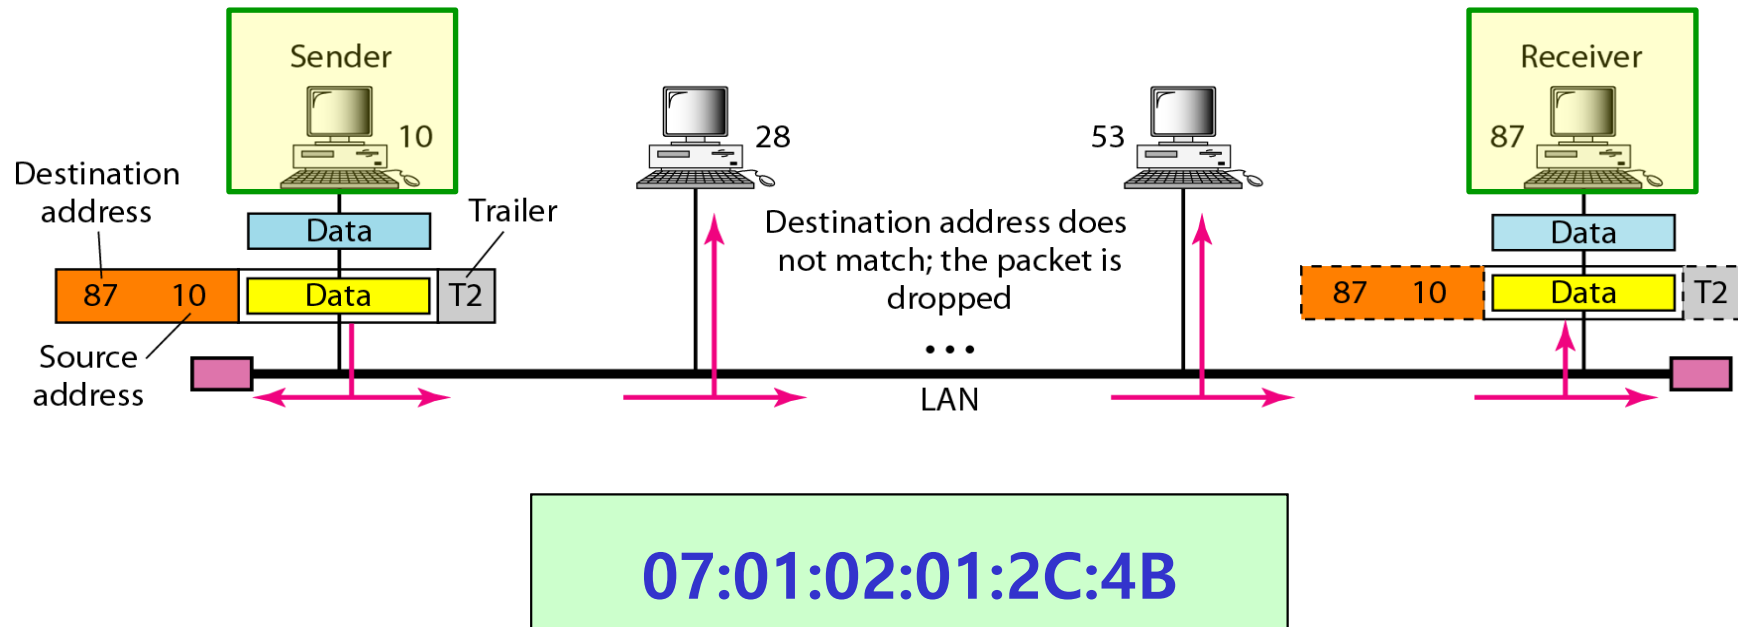 Sender
10
Destination
address
Data
Trailer
87 10
Data
T2
Source
address
28
53
Destination address does
not match; the packet is
dropped
...
LAN
Receiver
87
Data
87 10
Data
T2
07:01:02:01:2C:4B